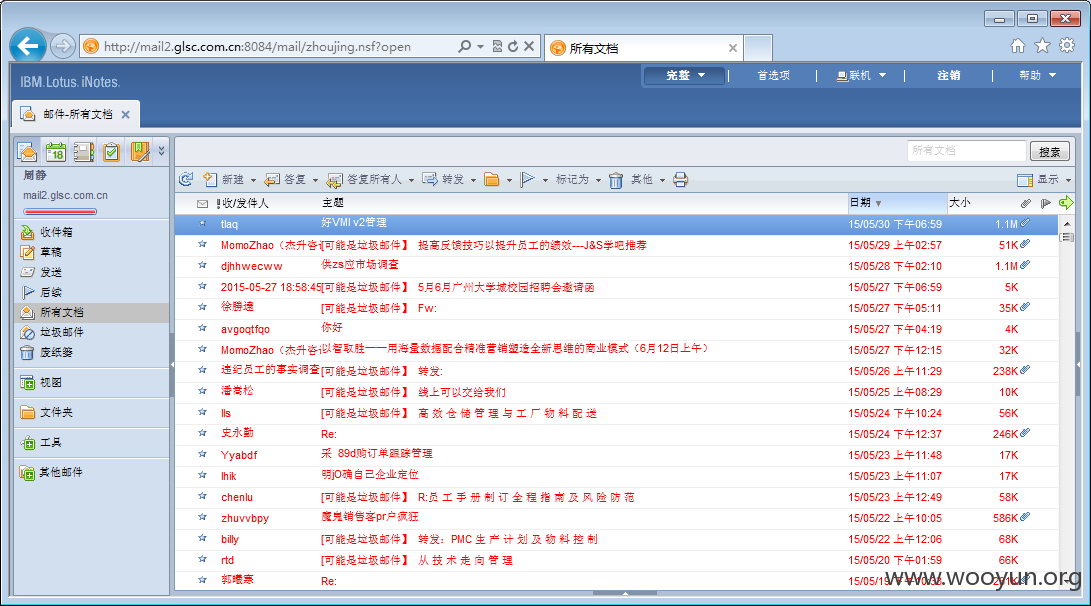 http://mail2.glsc.com.cn:8084/mail/zhoujing.nsf?open
所有文档
IBM.Lotus.iNotes.
完整 首选项 联机 注销 帮助
邮件-所有文档
所有文档 搜索
周静
mail2.glsc.com.cn
新建 答复 答复所有人 转发 标记为 其他 显示
收件箱
草稿
发送
后续
所有文档
垃圾邮件
废纸篓
视图
文件夹
工具
其他邮件
!收/发件人 主题 日期 大小
tlaq 好VMI v2管理 15/05/30 下午06:59 1.1M
MomoZhao（杰升咨i [可能是垃圾邮件】 提高反馈技巧以提升员工的绩效---J&S学吧推荐 15/05/29 上午02:57 51K
djhhwecww 供zs应市场调查 15/05/28 下午02:10 1.1M
2015-05-27 18:58:45 [可能是垃圾邮件】 5月6月广州大学城校园招聘会邀请函 15/05/27 下午06:59 5K
徐勝逵 [可能是垃圾邮件】 Fw: 15/05/27 下午05:11 35K
avgoqtfqo 你好 15/05/27 下午04:19 4K
MomoZhao（杰升咨i 以智取胜——用海量数据配合精准营销塑造全新思维的商业模式（6月12日上午） 15/05/27 下午12:15 32K
违纪员工的事实调查 [可能是垃圾邮件】 转发: 15/05/26 上午11:29 238K
潘嵩松 [可能是垃圾邮件】 线上可以交给我们 15/05/25 上午08:29 10K
lls [可能是垃圾邮件】 高 效 仓 储 管 理 与 工 厂 物 料 配 送 15/05/24 下午10:24 56K
史永勤 Re: 15/05/24 下午12:37 246K
Yyabdf 采 89d购订单跟踪管理 15/05/23 上午11:48 17K
lhik 明jO确自已企业定位 15/05/23 上午11:07 17K
chenlu [可能是垃圾邮件】 R:员 工 手 册 制 订 全 程 指 南 及 风 险 防 范 15/05/23 上午12:49 58K
zhuvvbpy 魔鬼销售客pr户疯狂 15/05/22 上午10:05 586K
billy [可能是垃圾邮件】 转发：PMC 生 产 计 划 及 物 料 控 制 15/05/22 上午12:06 68K
rtd [可能是垃圾邮件】 从 技 术 走 向 管 理 15/05/20 下午01:59 66K
郭曦寒 Re: 15/05/19
www.wooyun.org